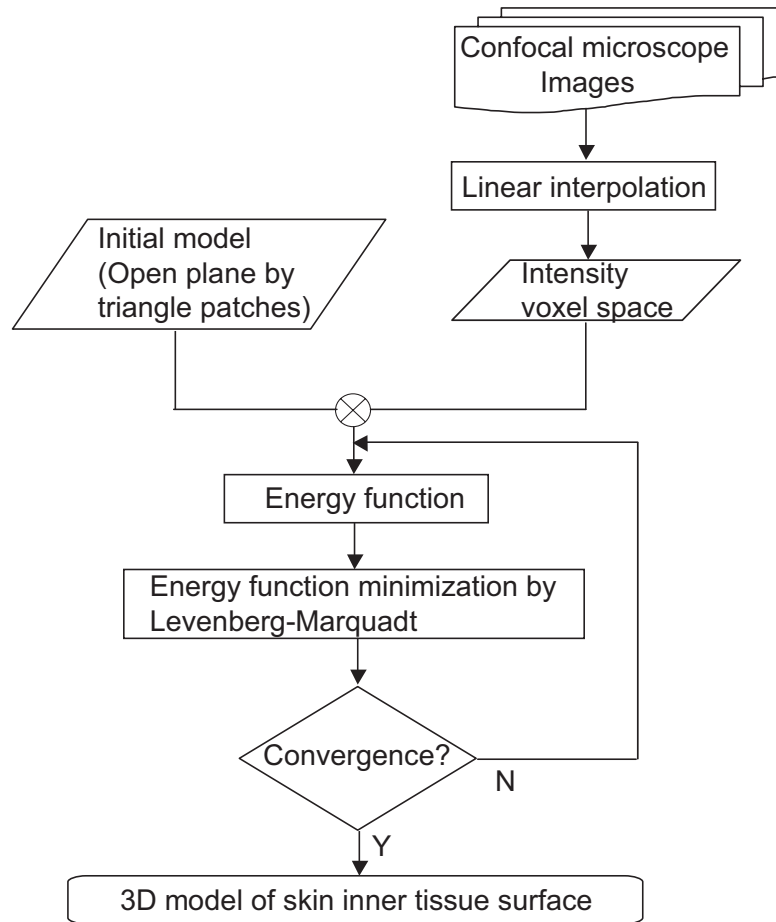 Confocal microscope
Images
Linear interpolation
Initial model
(Open plane by
triangle patches)
Intensity
voxel space
Energy function
Energy function minimization by
Levenberg-Marquadt
Convergence?
N
Y
3D model of skin inner tissue surface